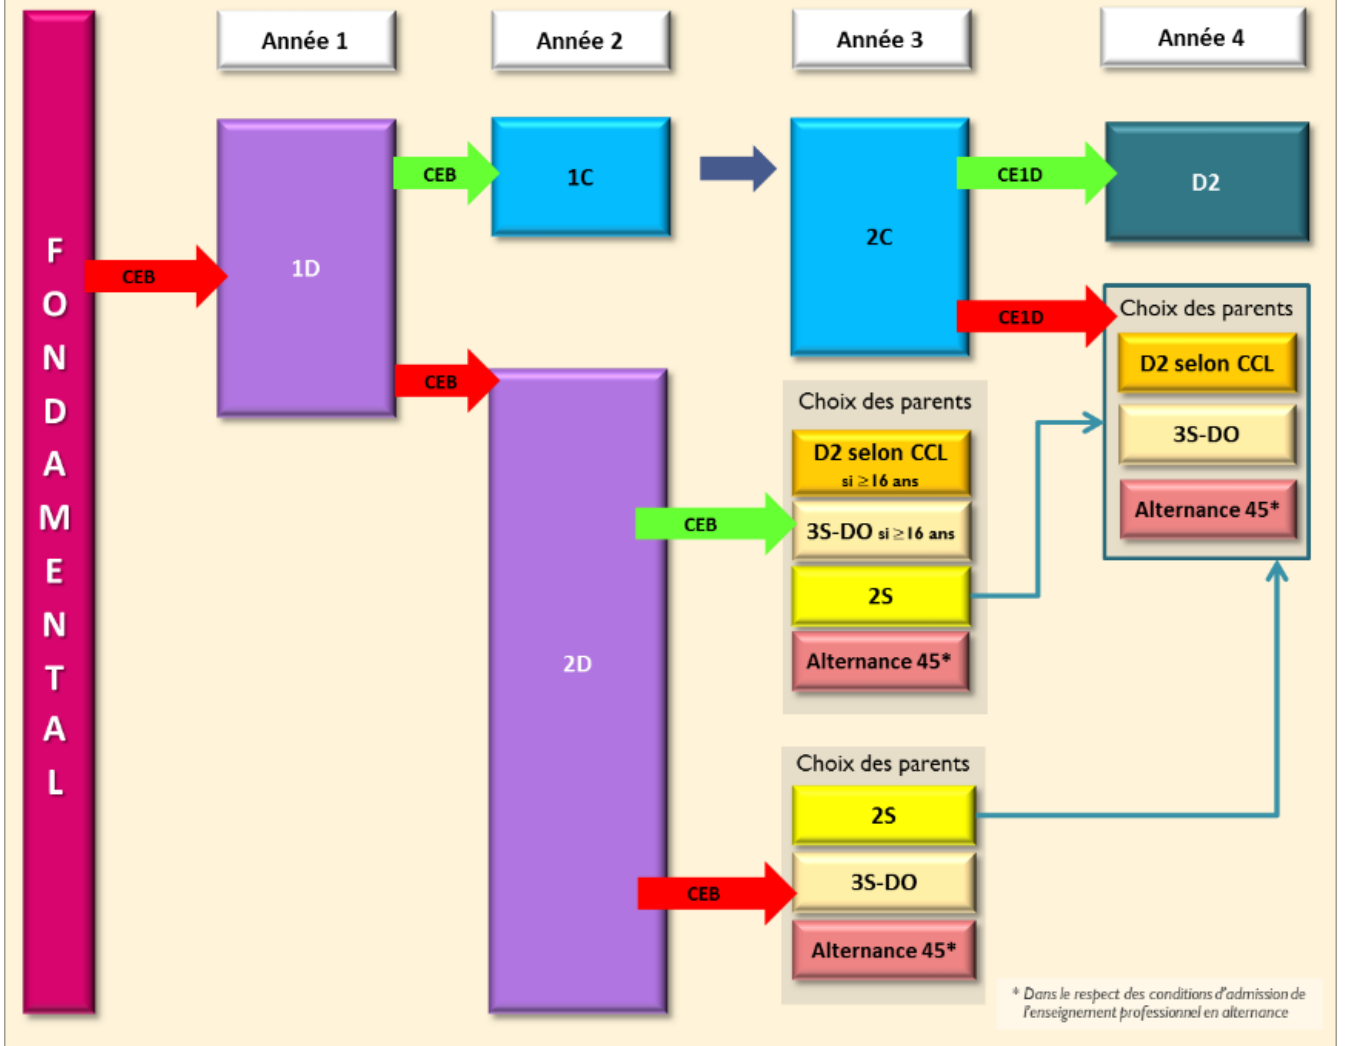 FONDAMENTAL
Année 1
Année 2
Année 3
Année 4
CEB
1D
CEB
1C
2C
CE1D
D2
CE1D
Choix des parents
D2 selon CCL
3S-DO
Alternance 45*
CEB
2D
CEB
Choix des parents
D2 selon CCL
si ≥16 ans
3S-DO si ≥16 ans
2S
Alternance 45*
CEB
Choix des parents
2S
3S-DO
Alternance 45*
* Dans le respect des conditions d'admission de
l'enseignement professionnel en alternance